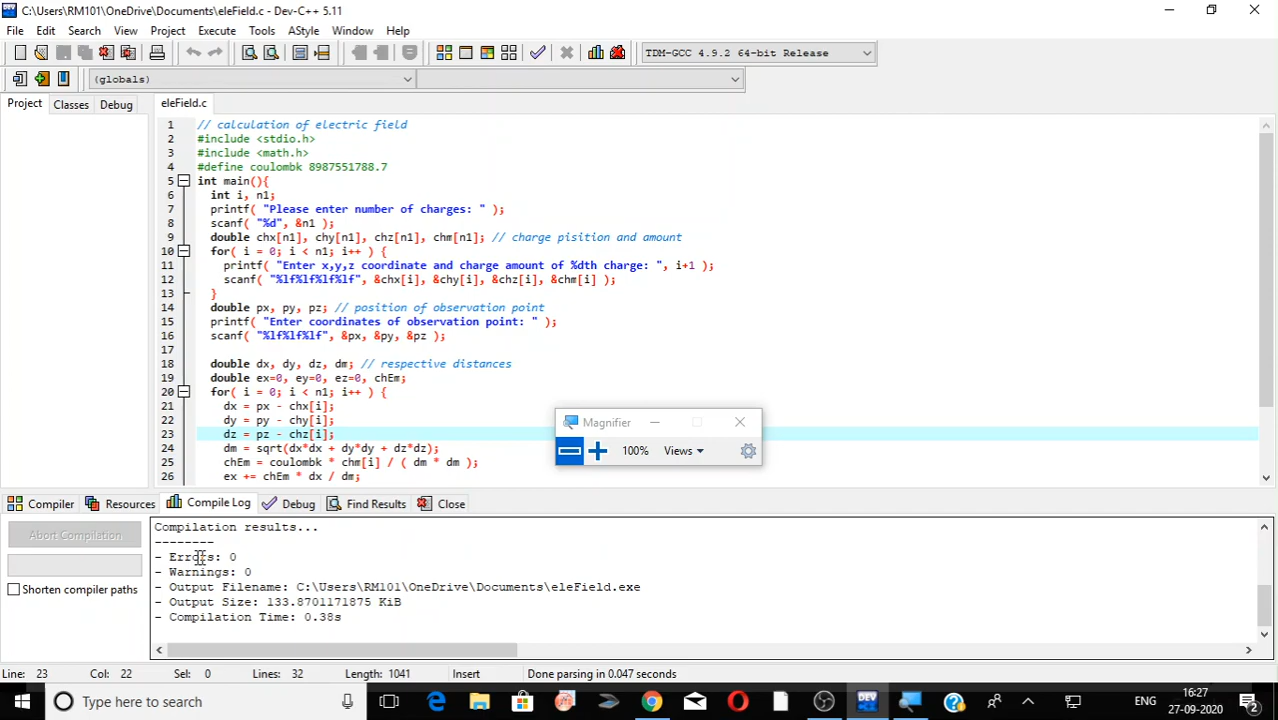 C:\Users\RM101\OneDrive\Documents\eleField.c - Dev-C++ 5.11
File Edit Search View Project Execute Tools AStyle Window Help
TDM-GCC 4.9.2 64-bit Release
(globals)
Project Classes Debug
eleField.c
1 // calculation of electric field
2 #include <stdio.h>
3 #include <math.h>
4 #define coulombk 8987551788.7
5 int main(){
6 int i, n1;
7 printf( "Please enter number of charges: " );
8 scanf( "%d", &n1 );
9 double chx[n1], chy[n1], chz[n1], chm[n1]; // charge pisition and amount
10 for( i = 0; i < n1; i++ ) {
11 printf( "Enter x,y,z coordinate and charge amount of %dth charge: ", i+1 );
12 scanf( "%lf%lf%lf%lf", &chx[i], &chy[i], &chz[i], &chm[i] );
13 }
14 double px, py, pz; // position of observation point
15 printf( "Enter coordinates of observation point: " );
16 scanf( "%lf%lf%lf", &px, &py, &pz );
17
18 double dx, dy, dz, dm; // respective distances
19 double ex=0, ey=0, ez=0, chEm;
20 for( i = 0; i < n1; i++ ) {
21 dx = px - chx[i];
22 dy = py - chy[i];
23 dz = pz - chz[i];
24 dm = sqrt(dx*dx + dy*dy + dz*dz);
25 chEm = coulombk * chm[i] / ( dm * dm );
26 ex += chEm * dx / dm;
Magnifier
100% Views
Compiler Resources Compile Log Debug Find Results Close
Abort Compilation
Shorten compiler paths
Compilation results...
--------
- Errors: 0
- Warnings: 0
- Output Filename: C:\Users\RM101\OneDrive\Documents\eleField.exe
- Output Size: 133.8701171875 KiB
- Compilation Time: 0.38s
Line: 23 Col: 22 Sel: 0 Lines: 32 Length: 1041 Insert Done parsing in 0.047 seconds
Type here to search
ENG
16:27
27-09-2020
2